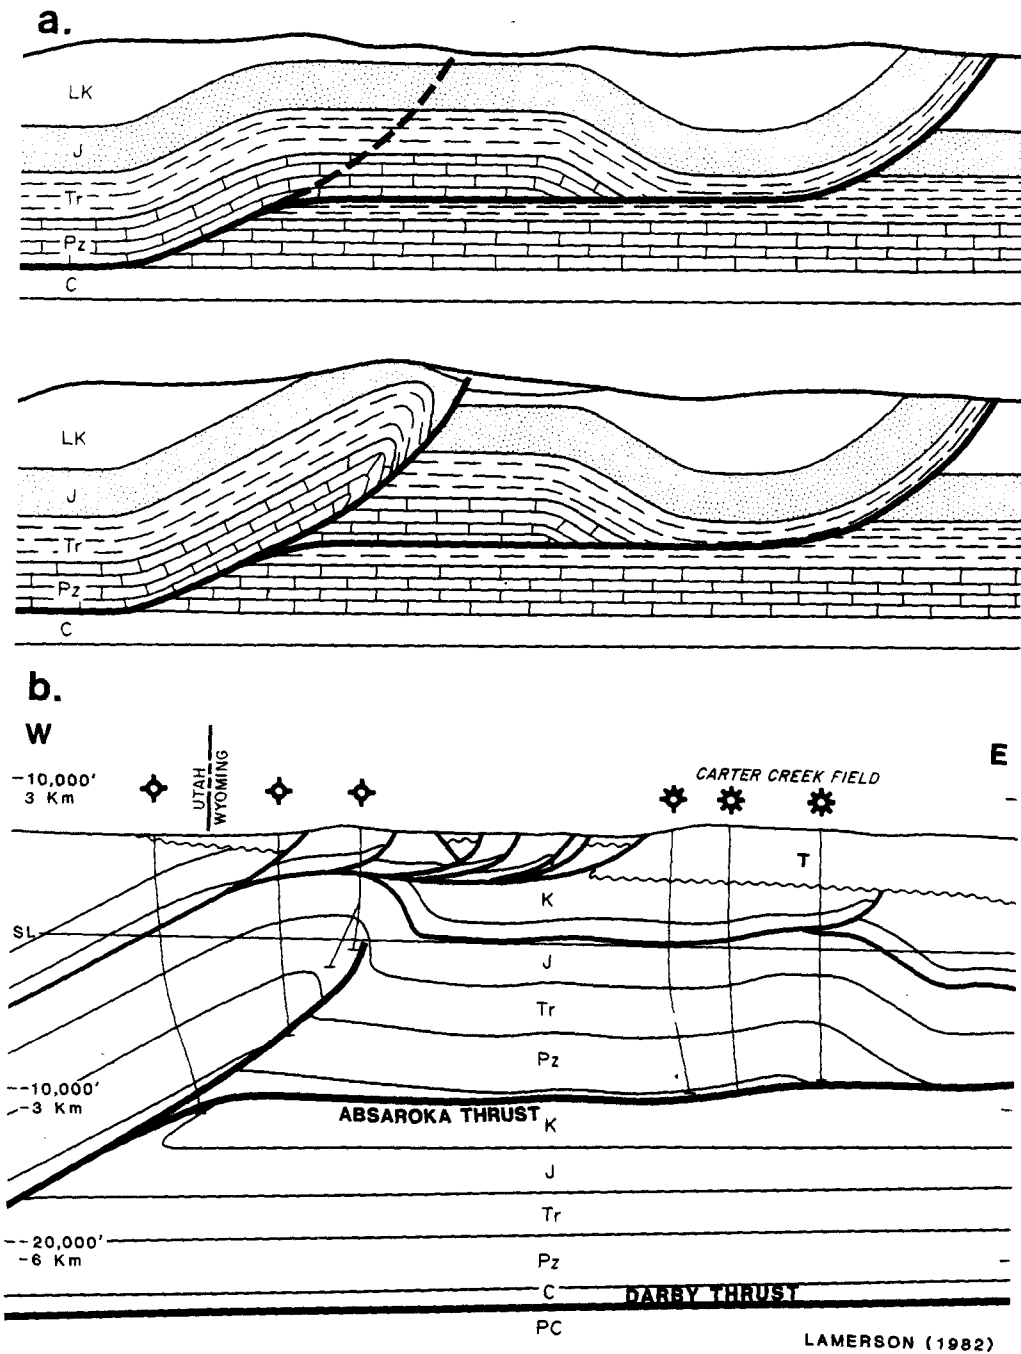 a.
LK
J
Tr
Pz
C
LK
J
Tr
Pz
C
b.
W
E
-10,000'
3 Km
UTAH
WYOMING
CARTER CREEK FIELD
T
K
SL
J
Tr
Pz
--10,000'
-3 Km
ABSAROKA THRUST
K
J
Tr
--20,000'
-6 Km
Pz
C
DARBY THRUST
PC
LAMERSON (1982)